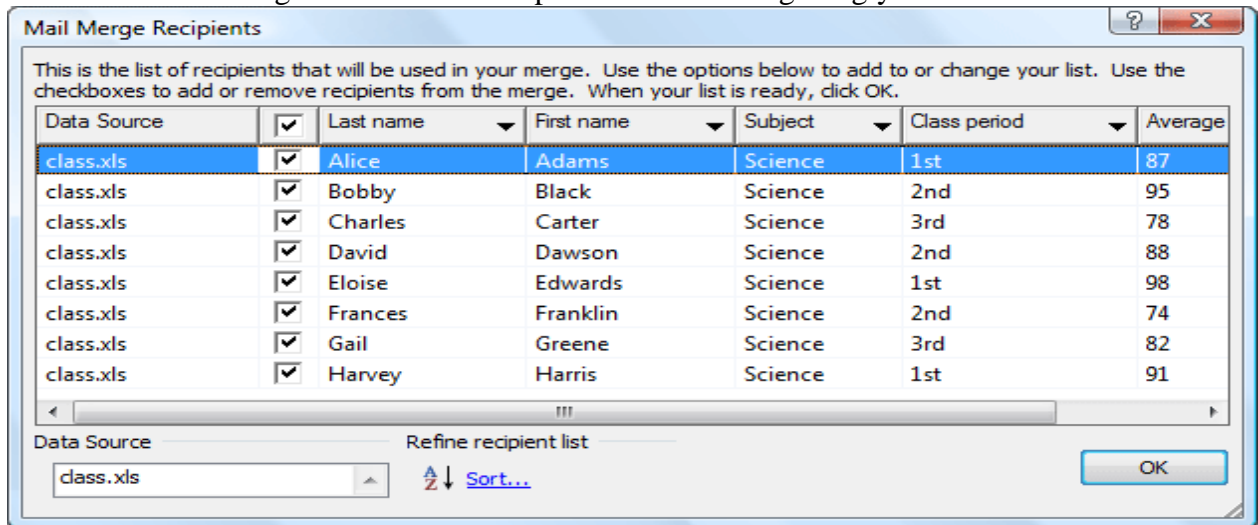 Mail Merge Recipients
This is the list of recipients that will be used in your merge. Use the options below to add to or change your list. Use the
checkboxes to add or remove recipients from the merge. When your list is ready, click OK.
Data Source Last name First name Subject Class period Average
class.xls Alice Adams Science 1st 87
class.xls Bobby Black Science 2nd 95
class.xls Charles Carter Science 3rd 78
class.xls David Dawson Science 2nd 88
class.xls Eloise Edwards Science 1st 98
class.xls Frances Franklin Science 2nd 74
class.xls Gail Greene Science 3rd 82
class.xls Harvey Harris Science 1st 91
Data Source Refine recipient list
class.xls Sort... OK